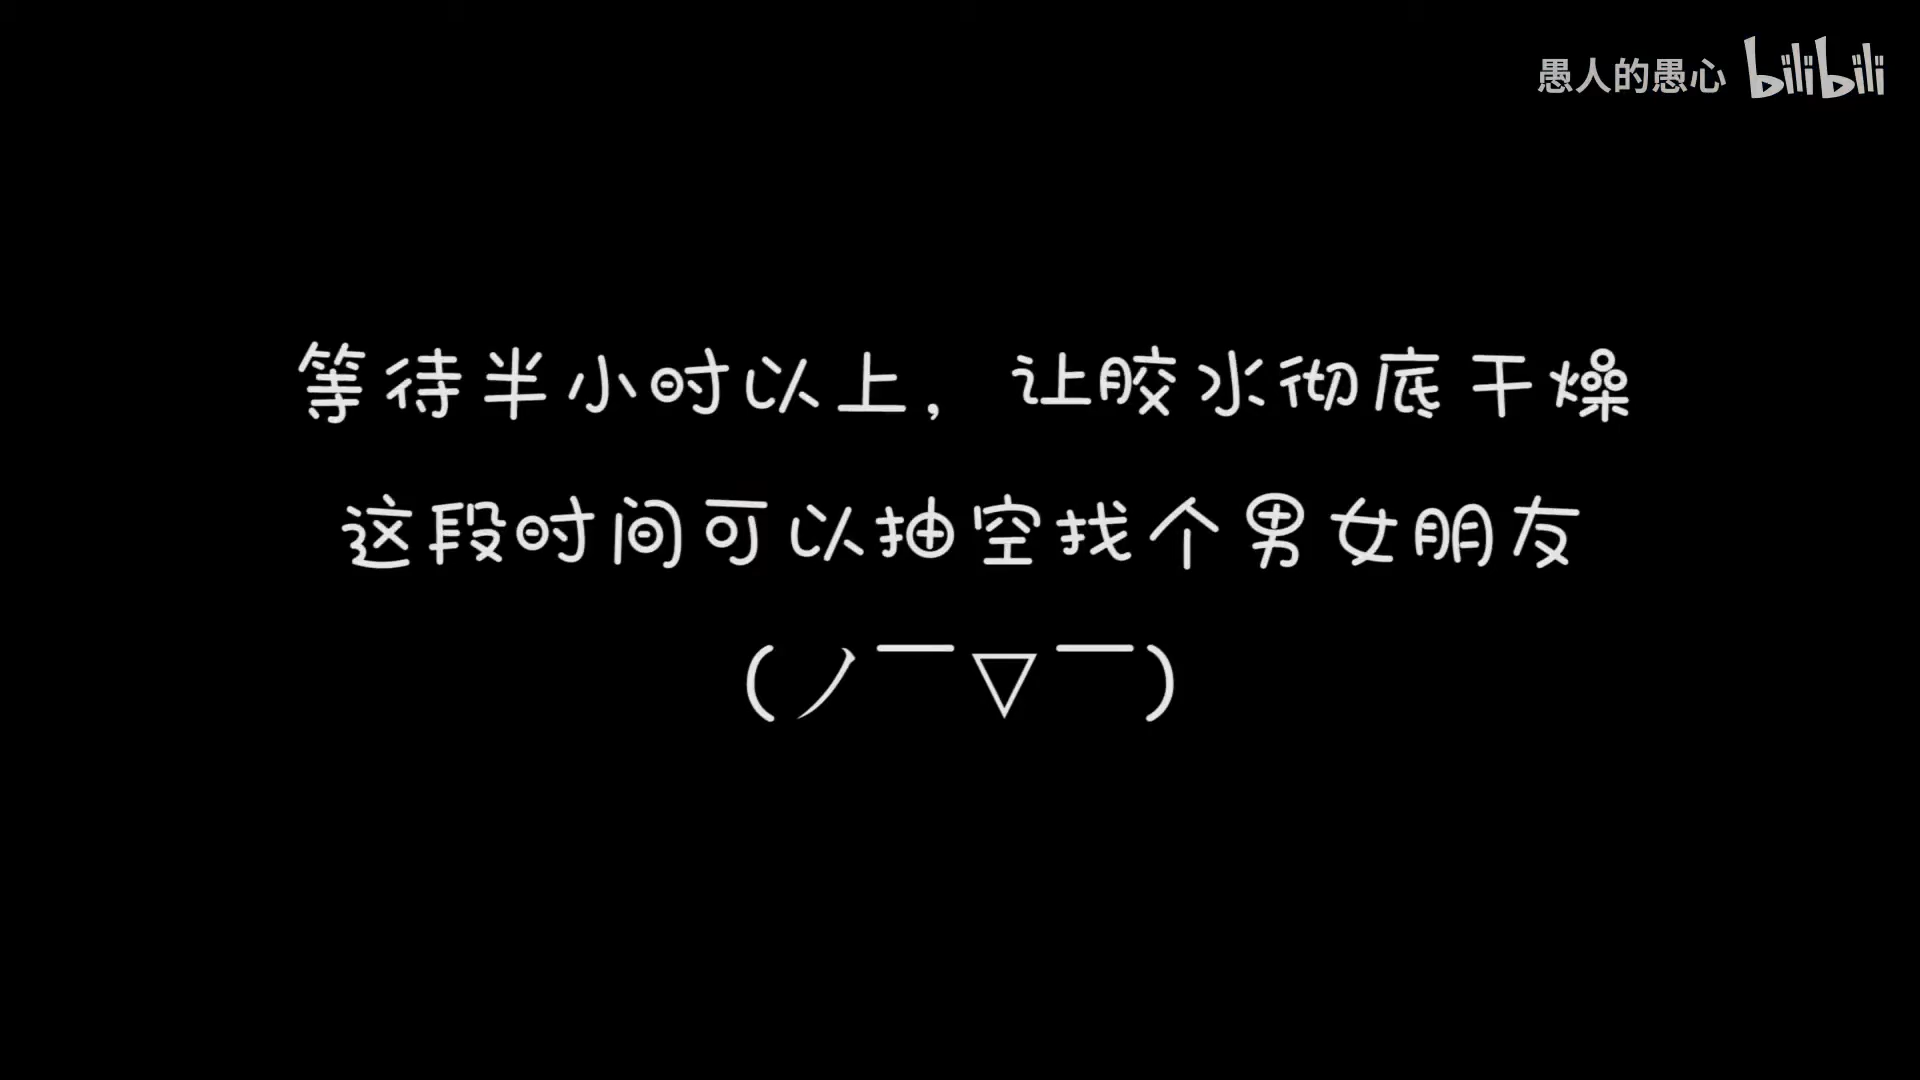 愚人的愚心 bilibili
等待半小时以上，让胶水彻底干燥
这段时间可以抽空找个男女朋友
(ノ￣▽￣)